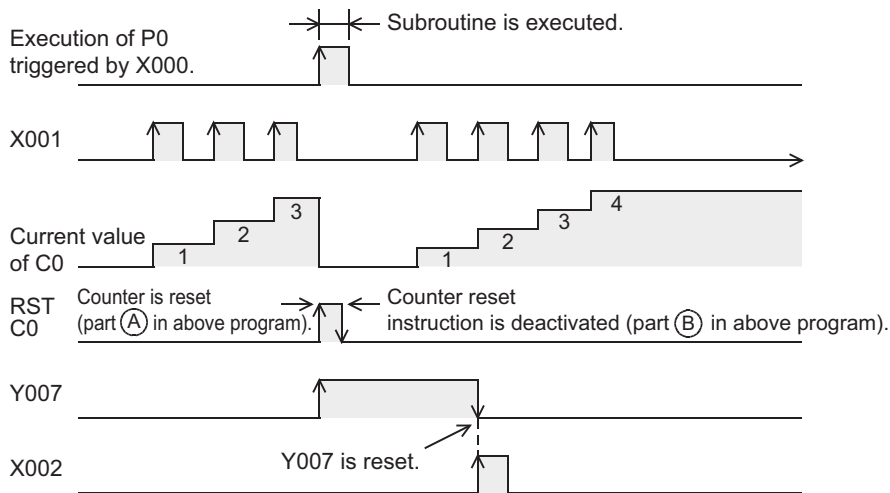 Subroutine is executed.
Execution of P0
triggered by X000.
X001
Current value
of C0
1
2
3
1
2
3
4
RST
C0
Counter is reset
(part A in above program).
Counter reset
instruction is deactivated (part B in above program).
Y007
Y007 is reset.
X002